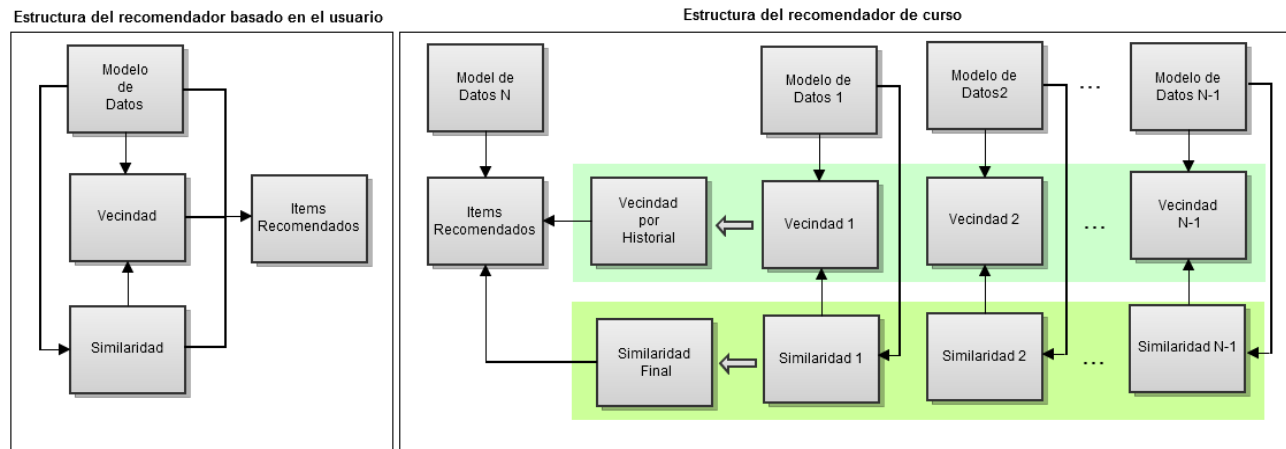 Estructura del recomendador basado en el usuario
Modelo
de
Datos
Vecindad
Items
Recomendados
Similaridad
Estructura del recomendador de curso
Model de
Datos N
Modelo de
Datos 1
Modelo de
Datos2
...
Modelo de
Datos N-1
Items
Recomendados
Vecindad
por
Historial
Vecindad 1
Vecindad 2
...
Vecindad
N-1
Similaridad
Final
Similaridad 1
Similaridad 2
...
Similaridad N-1